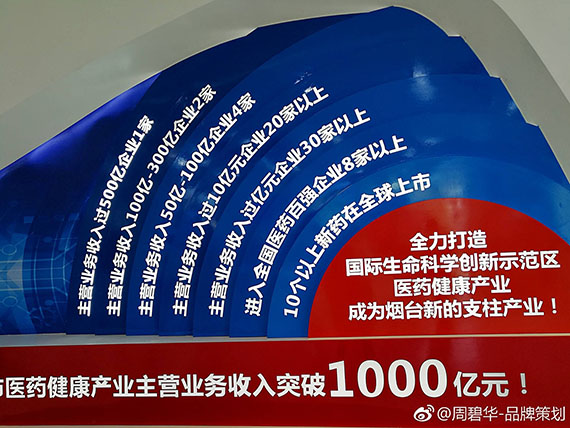 主营业务收入过500亿企业1家
主营业务收入100亿-300亿企业2家
主营业务收入50亿-100亿企业4家
主营业务收入过10亿元企业20家以上
主营业务收入过亿元企业30家以上
进入全国医药百强企业8家以上
10个以上新药在全球上市
全力打造
国际生命科学创新示范区
医药健康产业
成为烟台新的支柱产业！
医药健康产业主营业务收入突破1000亿元！
@周碧华-品牌策划